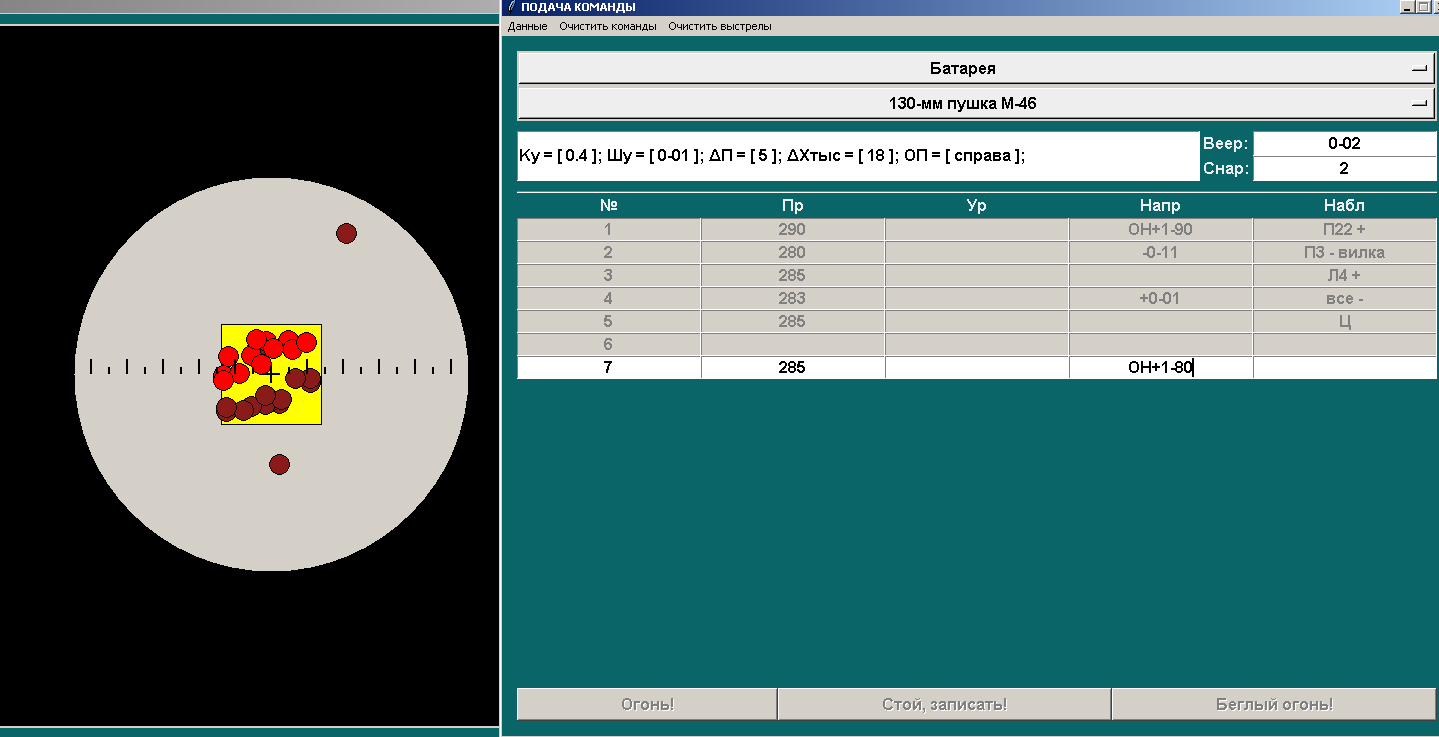 ПОДАЧА КОМАНДЫ
Данные Очистить команды Очистить выстрелы
Батарея
130-мм пушка М-46
Ку = [ 0.4 ]; Шу = [ 0-01 ]; ΔП = [ 5 ]; ΔХтыс = [ 18 ]; ОП = [ справа ];
Веер: 0-02
Снар: 2
№ Пр Ур Напр Набл
1 290 ОН+1-90 П22 +
2 280 -0-11 П3 - вилка
3 285 Л4 +
4 283 +0-01 все -
5 285 Ц
6
7 285 ОН+1-80
Огонь! Стой, записать! Беглый огонь!